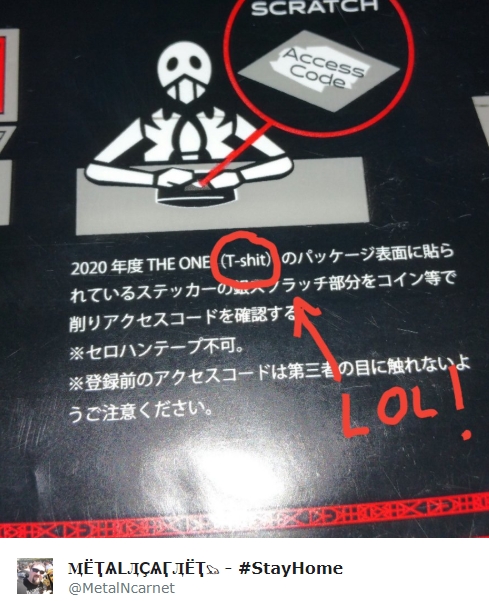 SCRATCH
Access
Code
2020 年度 THE ONE（T-shit）のパッケージ表面に貼ら
れているステッカーの銀スクラッチ部分をコイン等で
削りアクセスコードを確認する
※セロハンテープ不可。
※登録前のアクセスコードは第三者の目に触れないよ
うご注意ください。
LOL!
- #StayHome
@MetalNcarnet